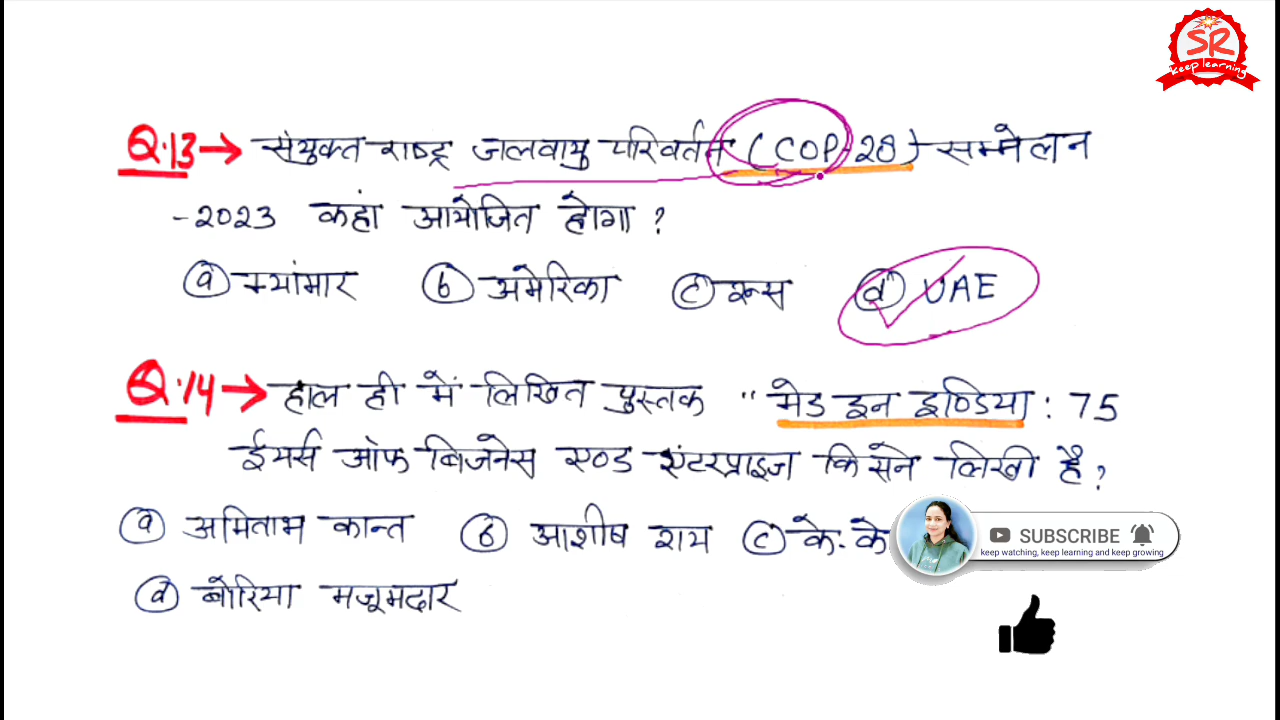 SR
keep learning
Q.13→ संयुक्त राष्ट्र जलवायु परिवर्तन (COP-28) सम्मेलन
-2023 कहां आयोजित होगा ?
(a) म्यांमार (b) अमेरिका (c) रूस (d) UAE
Q.14→ हाल ही में लिखित पुस्तक " मेड इन इण्डिया : 75
ईयर्स ऑफ बिजनेस एण्ड एंटरप्राइज किसने लिखी है ?
(a) अमिताभ कान्त (b) आशीष राय (c) के. के
SUBSCRIBE
keep watching, keep learning and keep growing
(d) बोरिया मजूमदार